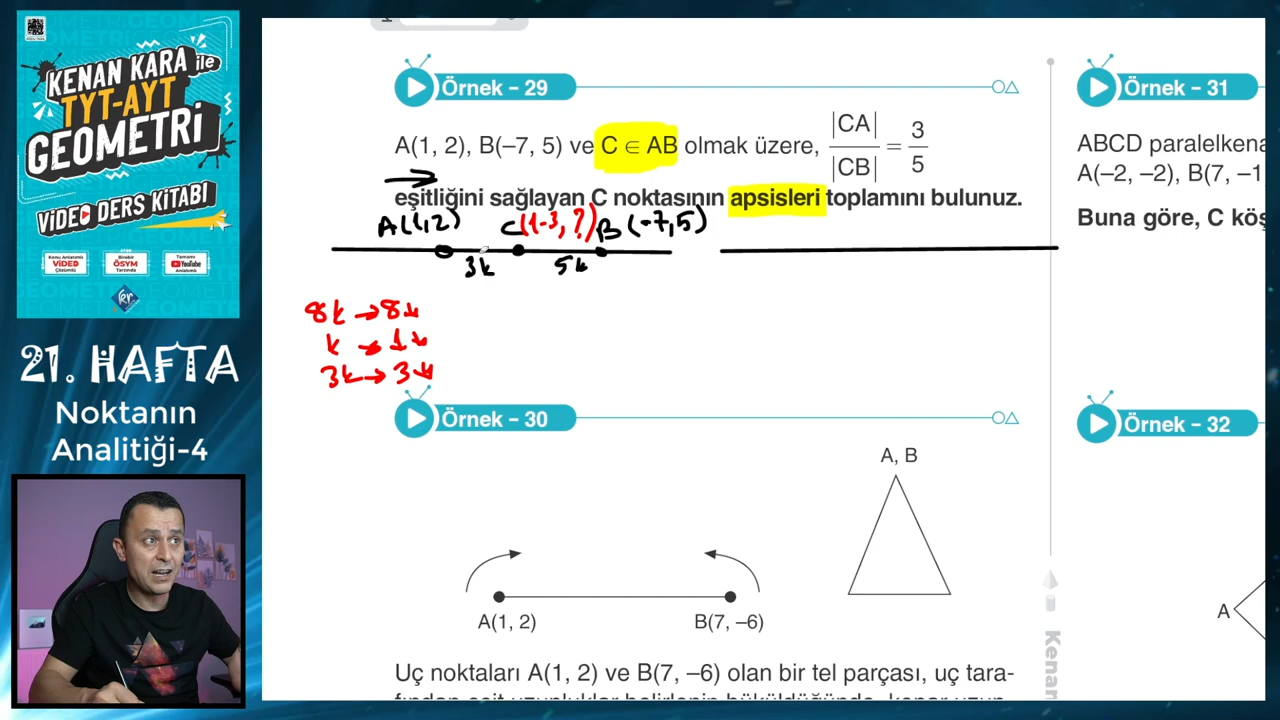 KENAN KARA ile
TYT-AYT
GEOMETRİ
VİDEO DERS KİTABI
21. HAFTA
Noktanın
Analitiği-4
Örnek – 29
A(1, 2), B(–7, 5) ve C ∈ AB olmak üzere, |CA| / |CB| = 3 / 5
eşitliğini sağlayan C noktasının apsisleri toplamını bulunuz.
A(1,2) C(1-3, ?) B(-7,5)
3k 5k
8k → 8↓
k → 1↓
3k → 3↓
Örnek – 30
A, B
A(1, 2) B(7, –6)
Uç noktaları A(1, 2) ve B(7, –6) olan bir tel parçası, uç tara-
Örnek – 31
ABCD paralelkena
A(–2, –2), B(7, –1
Buna göre, C köş
Örnek – 32
A
Kenan